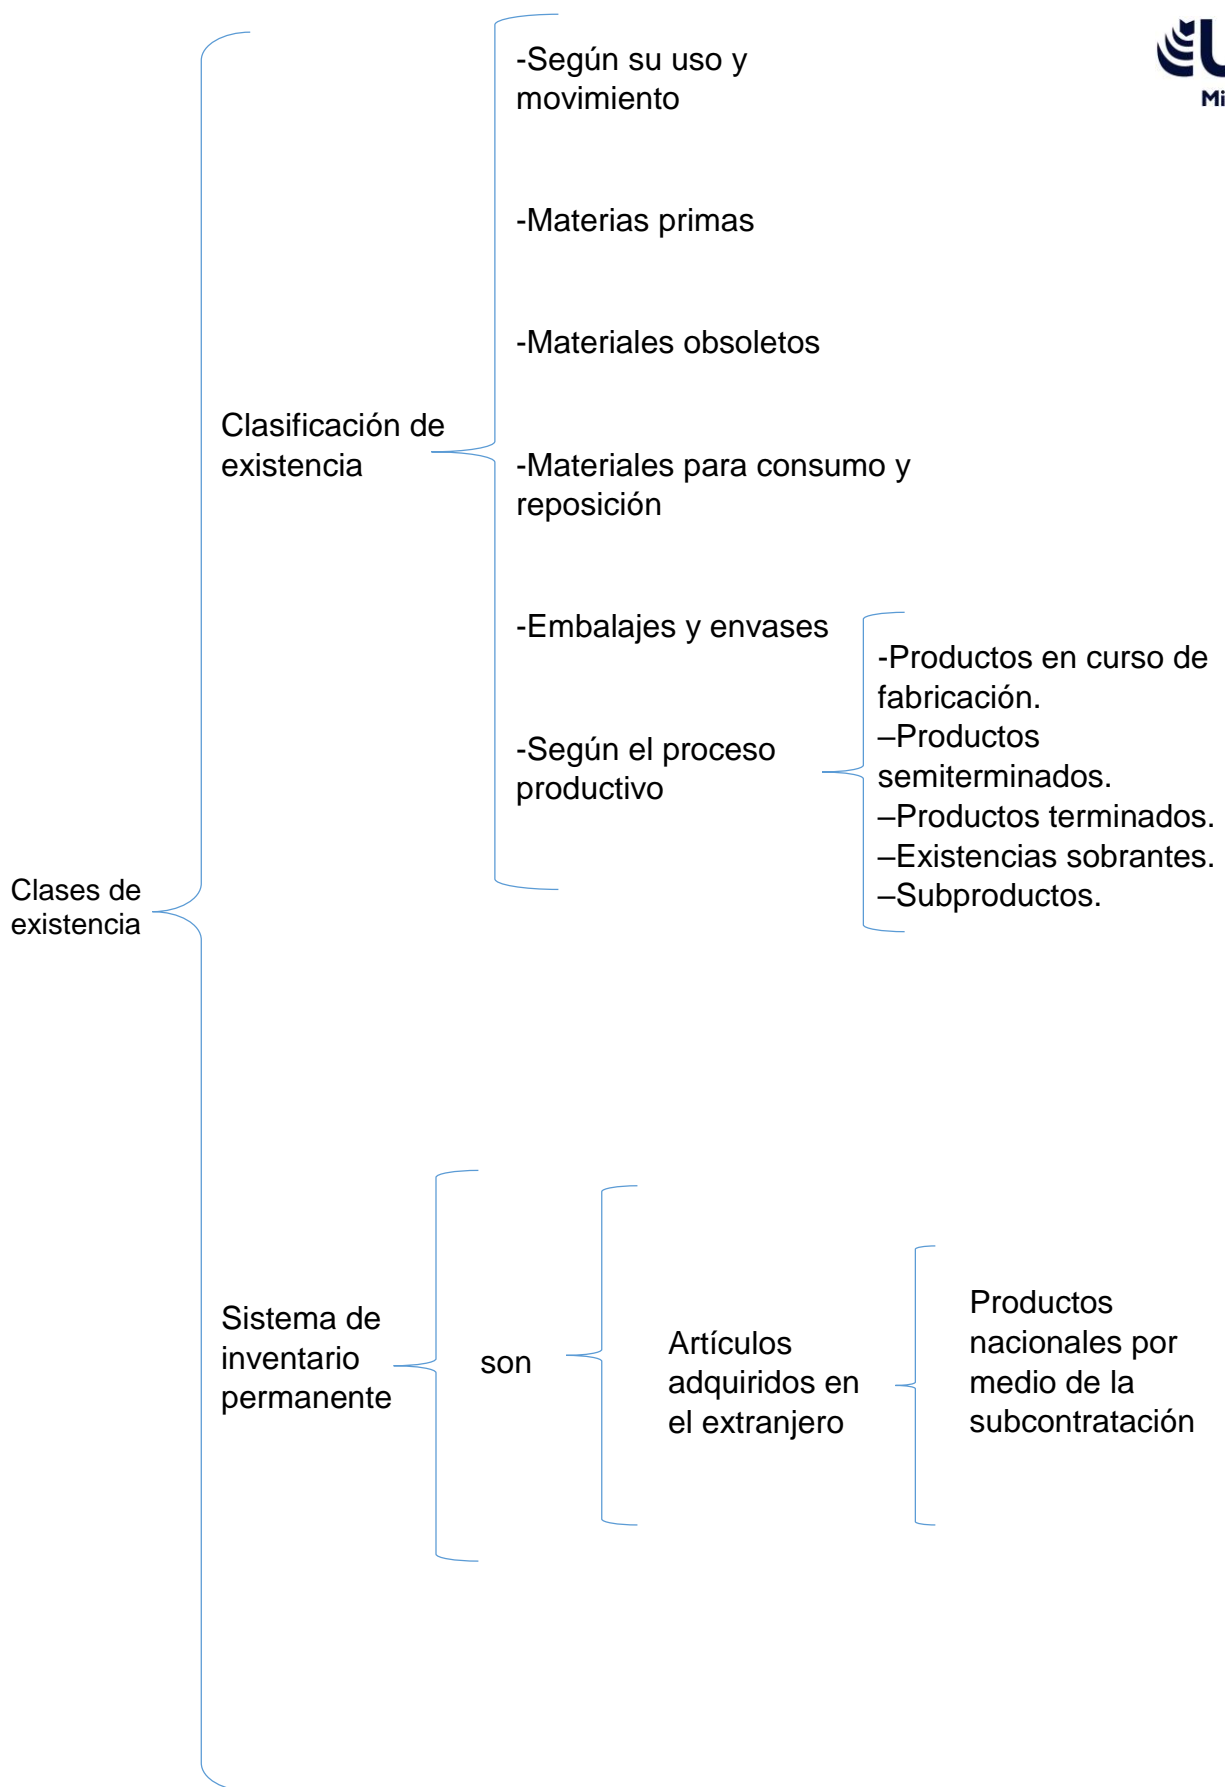 -Según su uso y
movimiento
-Materias primas
-Materiales obsoletos
Clasificación de
existencia
-Materiales para consumo y
reposición
-Embalajes y envases
-Según el proceso
productivo
-Productos en curso de
fabricación.
–Productos
semiterminados.
–Productos terminados.
–Existencias sobrantes.
–Subproductos.
Clases de
existencia
Sistema de
inventario
permanente
son
Artículos
adquiridos en
el extranjero
Productos
nacionales por
medio de la
subcontratación